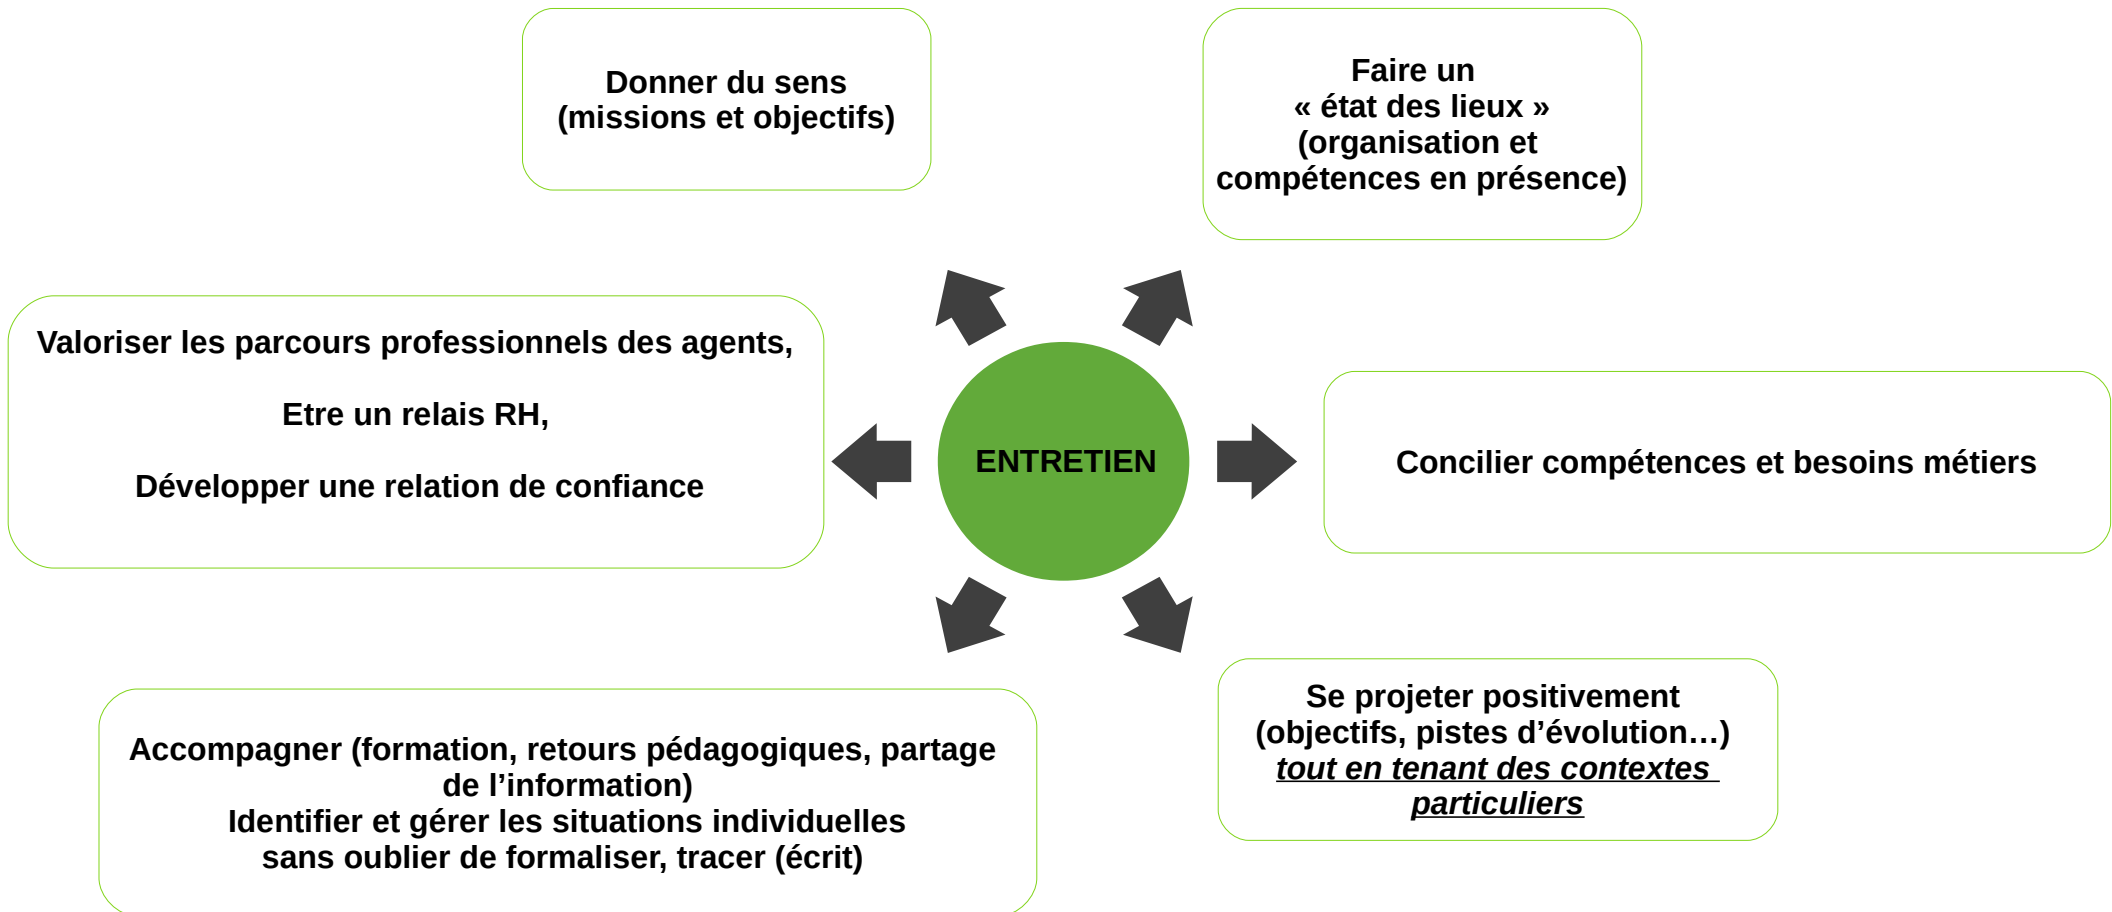 Donner du sens
(missions et objectifs)
Faire un
« état des lieux »
(organisation et
compétences en présence)
Valoriser les parcours professionnels des agents,
Etre un relais RH,
Développer une relation de confiance
ENTRETIEN
Concilier compétences et besoins métiers
Accompagner (formation, retours pédagogiques, partage
de l’information)
Identifier et gérer les situations individuelles
sans oublier de formaliser, tracer (écrit)
Se projeter positivement
(objectifs, pistes d’évolution…)
tout en tenant des contextes
particuliers